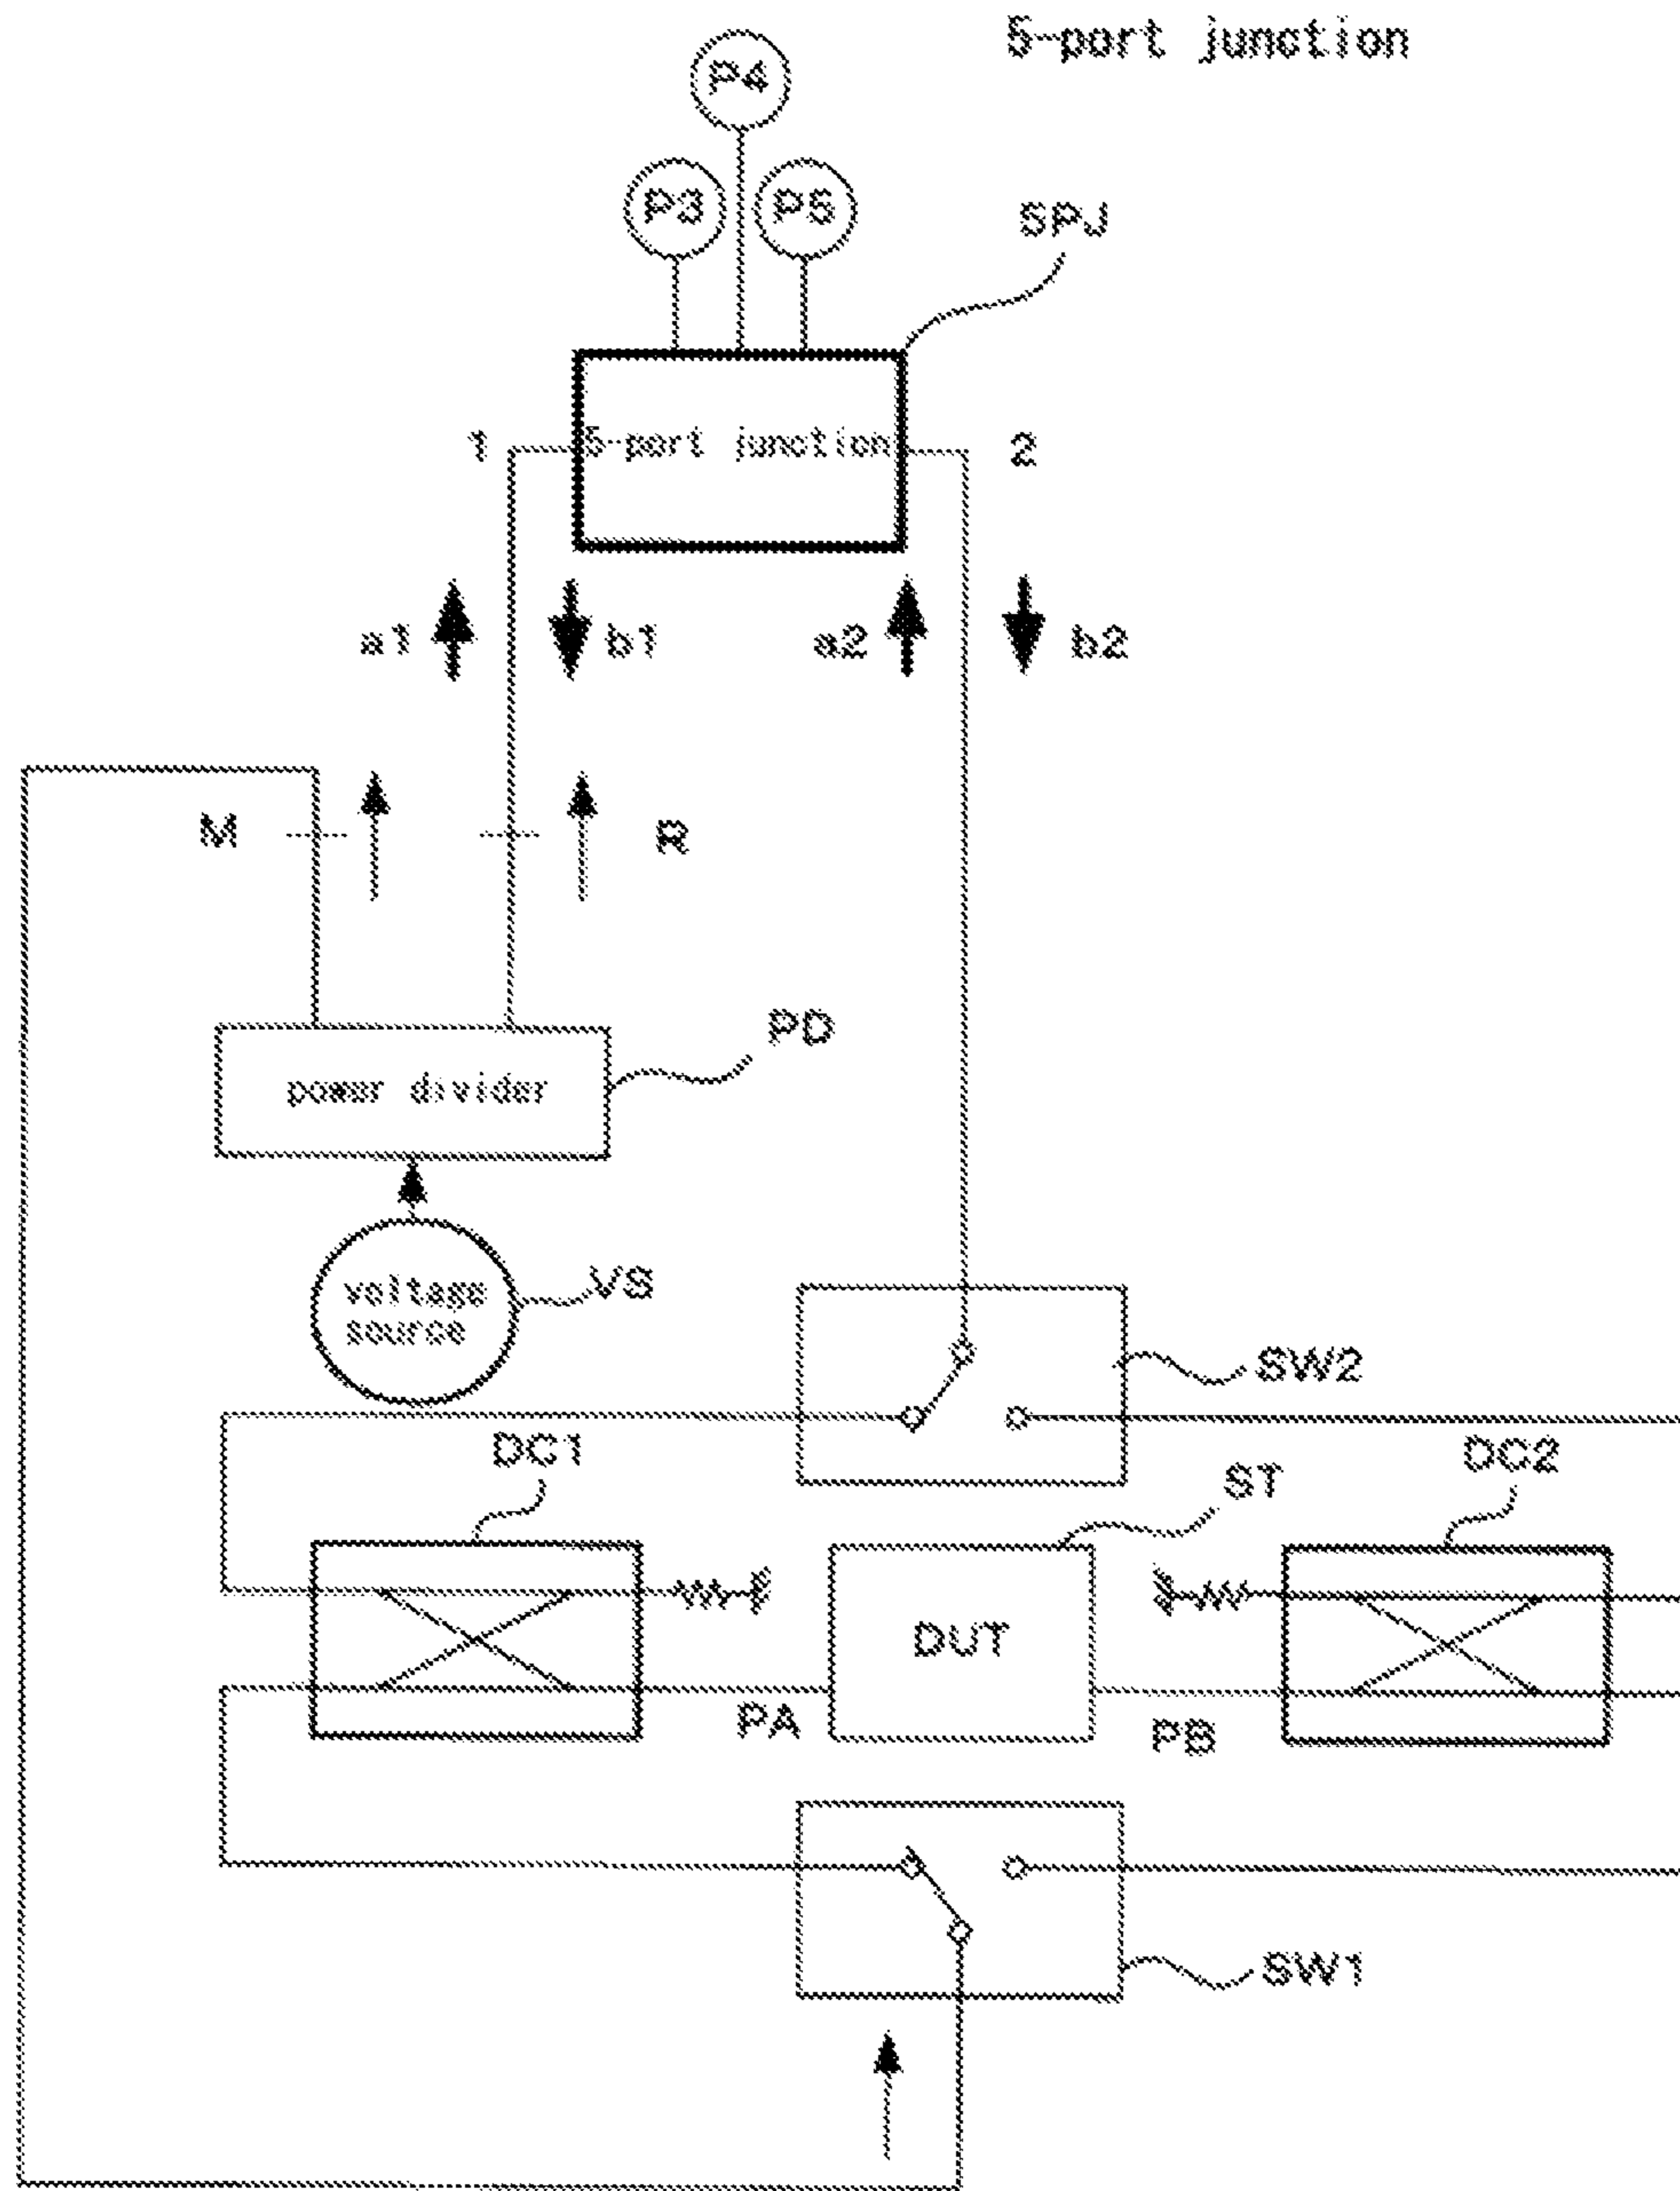 5-port junction
P4
P3
P5
SPJ
1
5-port junction
2
a1
b1
a2
b2
M
R
PD
power divider
voltage
source
VS
SW2
DC1
ST
DC2
DUT
PA
PB
SW1